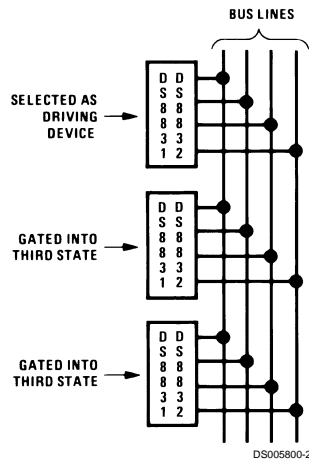 BUS LINES
SELECTED AS
DRIVING
DEVICE
D D
S S
8 8
8 8
3 3
1 2
GATED INTO
THIRD STATE
D D
S S
8 8
8 8
3 3
1 2
GATED INTO
THIRD STATE
D D
S S
8 8
8 8
3 3
1 2
DS005800-2